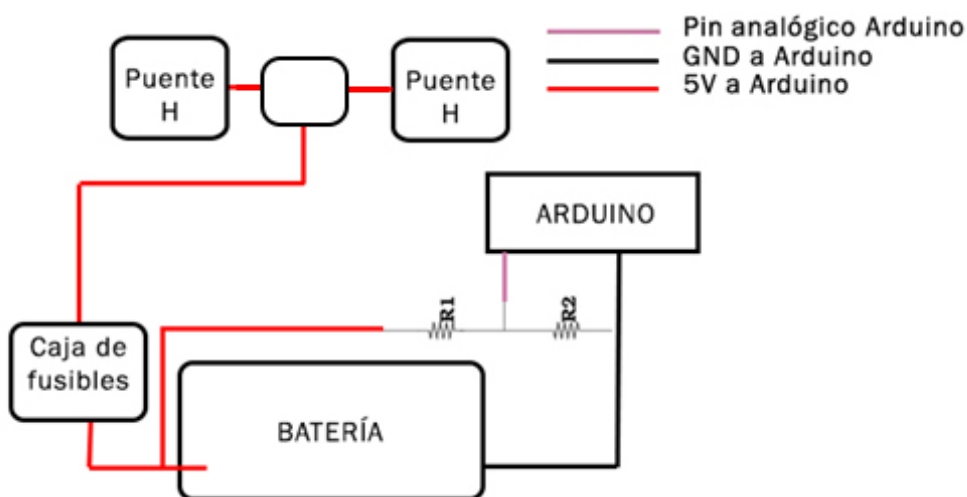 Pin analógico Arduino
GND a Arduino
5V a Arduino
Puente
H
Puente
H
ARDUINO
R1
R2
Caja de
fusibles
BATERÍA